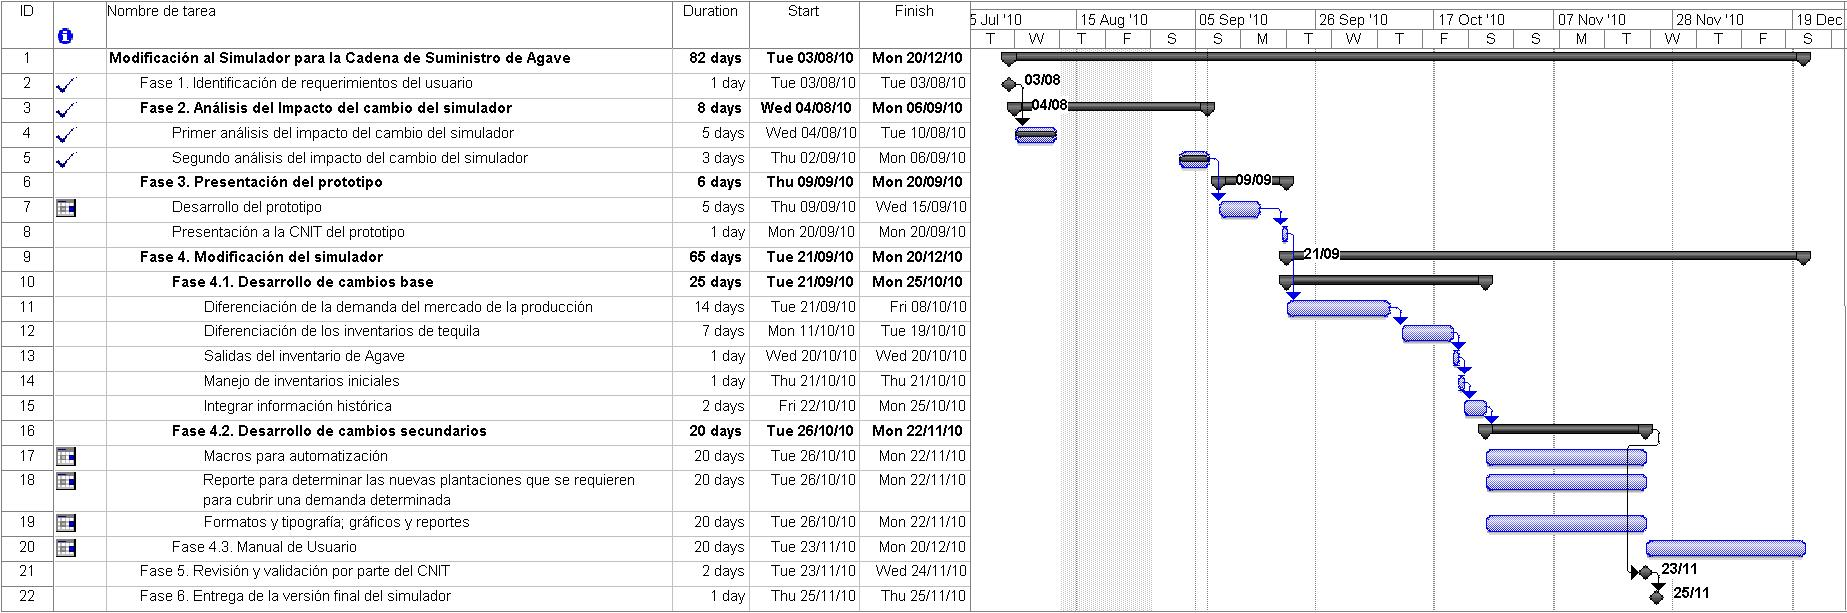 ID Nombre de tarea Duration Start Finish
5 Jul '10 15 Aug '10 05 Sep '10 26 Sep '10 17 Oct '10 07 Nov '10 28 Nov '10 19 Dec
T W T F S S M T W T F S S M T W T F S
1 Modificación al Simulador para la Cadena de Suministro de Agave 82 days Tue 03/08/10 Mon 20/12/10
2 Fase 1. Identificación de requerimientos del usuario 1 day Tue 03/08/10 Tue 03/08/10 03/08
3 Fase 2. Análisis del Impacto del cambio del simulador 8 days Wed 04/08/10 Mon 06/09/10 04/08
4 Primer análisis del impacto del cambio del simulador 5 days Wed 04/08/10 Tue 10/08/10
5 Segundo análisis del impacto del cambio del simulador 3 days Thu 02/09/10 Mon 06/09/10
6 Fase 3. Presentación del prototipo 6 days Thu 09/09/10 Mon 20/09/10 09/09
7 Desarrollo del prototipo 5 days Thu 09/09/10 Wed 15/09/10
8 Presentación a la CNIT del prototipo 1 day Mon 20/09/10 Mon 20/09/10
9 Fase 4. Modificación del simulador 65 days Tue 21/09/10 Mon 20/12/10 21/09
10 Fase 4.1. Desarrollo de cambios base 25 days Tue 21/09/10 Mon 25/10/10
11 Diferenciación de la demanda del mercado de la producción 14 days Tue 21/09/10 Fri 08/10/10
12 Diferenciación de los inventarios de tequila 7 days Mon 11/10/10 Tue 19/10/10
13 Salidas del inventario de Agave 1 day Wed 20/10/10 Wed 20/10/10
14 Manejo de inventarios iniciales 1 day Thu 21/10/10 Thu 21/10/10
15 Integrar información histórica 2 days Fri 22/10/10 Mon 25/10/10
16 Fase 4.2. Desarrollo de cambios secundarios 20 days Tue 26/10/10 Mon 22/11/10
17 Macros para automatización 20 days Tue 26/10/10 Mon 22/11/10
18 Reporte para determinar las nuevas plantaciones que se requieren 20 days Tue 26/10/10 Mon 22/11/10
para cubrir una demanda determinada
19 Formatos y tipografía; gráficos y reportes 20 days Tue 26/10/10 Mon 22/11/10
20 Fase 4.3. Manual de Usuario 20 days Tue 23/11/10 Mon 20/12/10
21 Fase 5. Revisión y validación por parte del CNIT 2 days Tue 23/11/10 Wed 24/11/10 23/11
22 Fase 6. Entrega de la versión final del simulador 1 day Thu 25/11/10 Thu 25/11/10 25/11